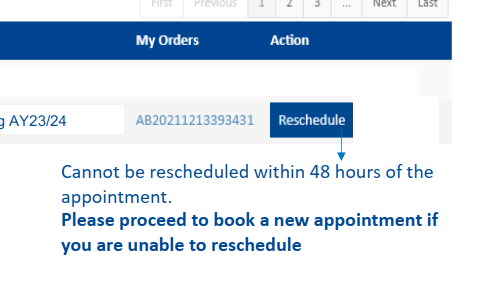 First Previous 1 2 3 ... Next Last
My Orders Action
g AY23/24 AB20211213393431 Reschedule
Cannot be rescheduled within 48 hours of the
appointment.
Please proceed to book a new appointment if
you are unable to reschedule